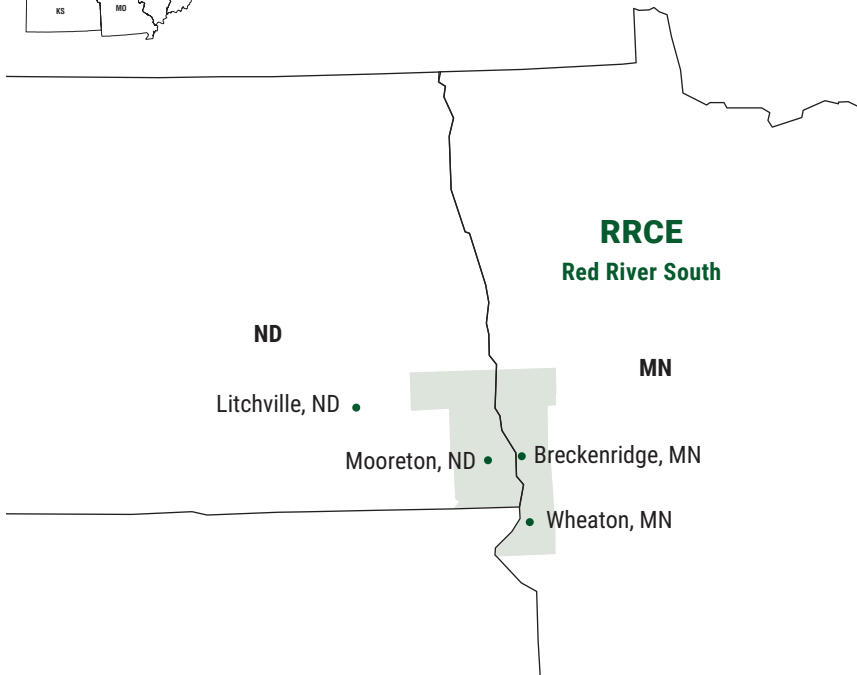 KS
MO
RRCE
Red River South
ND
MN
Litchville, ND
Mooreton, ND
Breckenridge, MN
Wheaton, MN